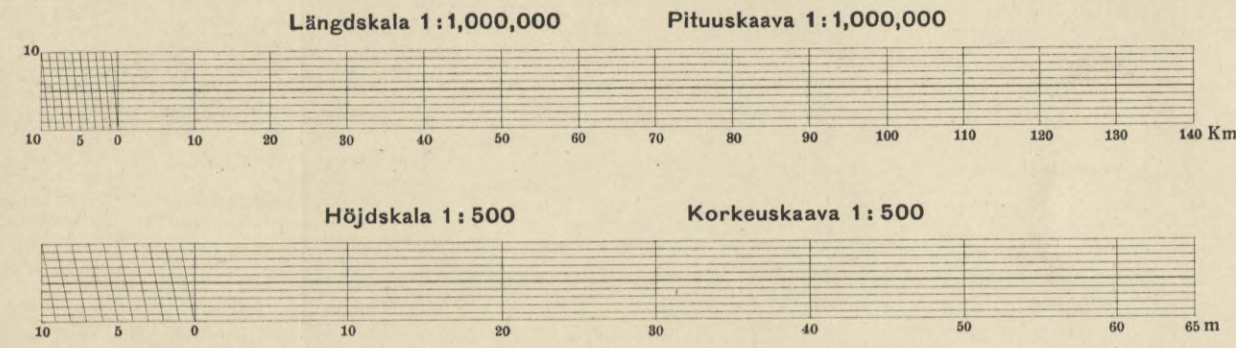 Längdskala 1:1,000,000 Pituuskaava 1:1,000,000
10
10 5 0 10 20 30 40 50 60 70 80 90 100 110 120 130 140 Km
Höjdskala 1:500 Korkeuskaava 1:500
10 5 0 10 20 30 40 50 60 65 m